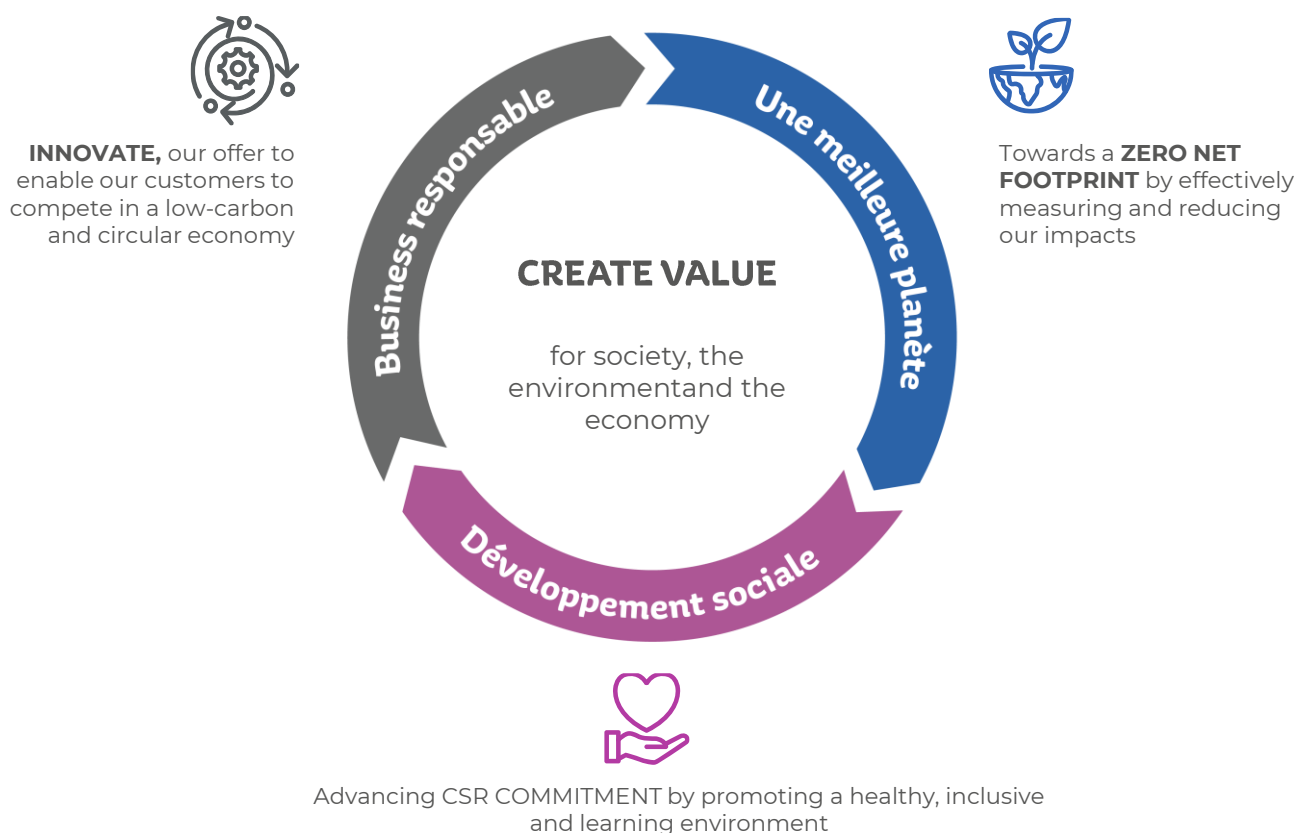 Business responsable
Une meilleure planète
Développement sociale
INNOVATE, our offer to
enable our customers to
compete in a low-carbon
and circular economy
Towards a ZERO NET
FOOTPRINT by effectively
measuring and reducing
our impacts
CREATE VALUE
for society, the
environmentand the
economy
Advancing CSR COMMITMENT by promoting a healthy, inclusive
and learning environment